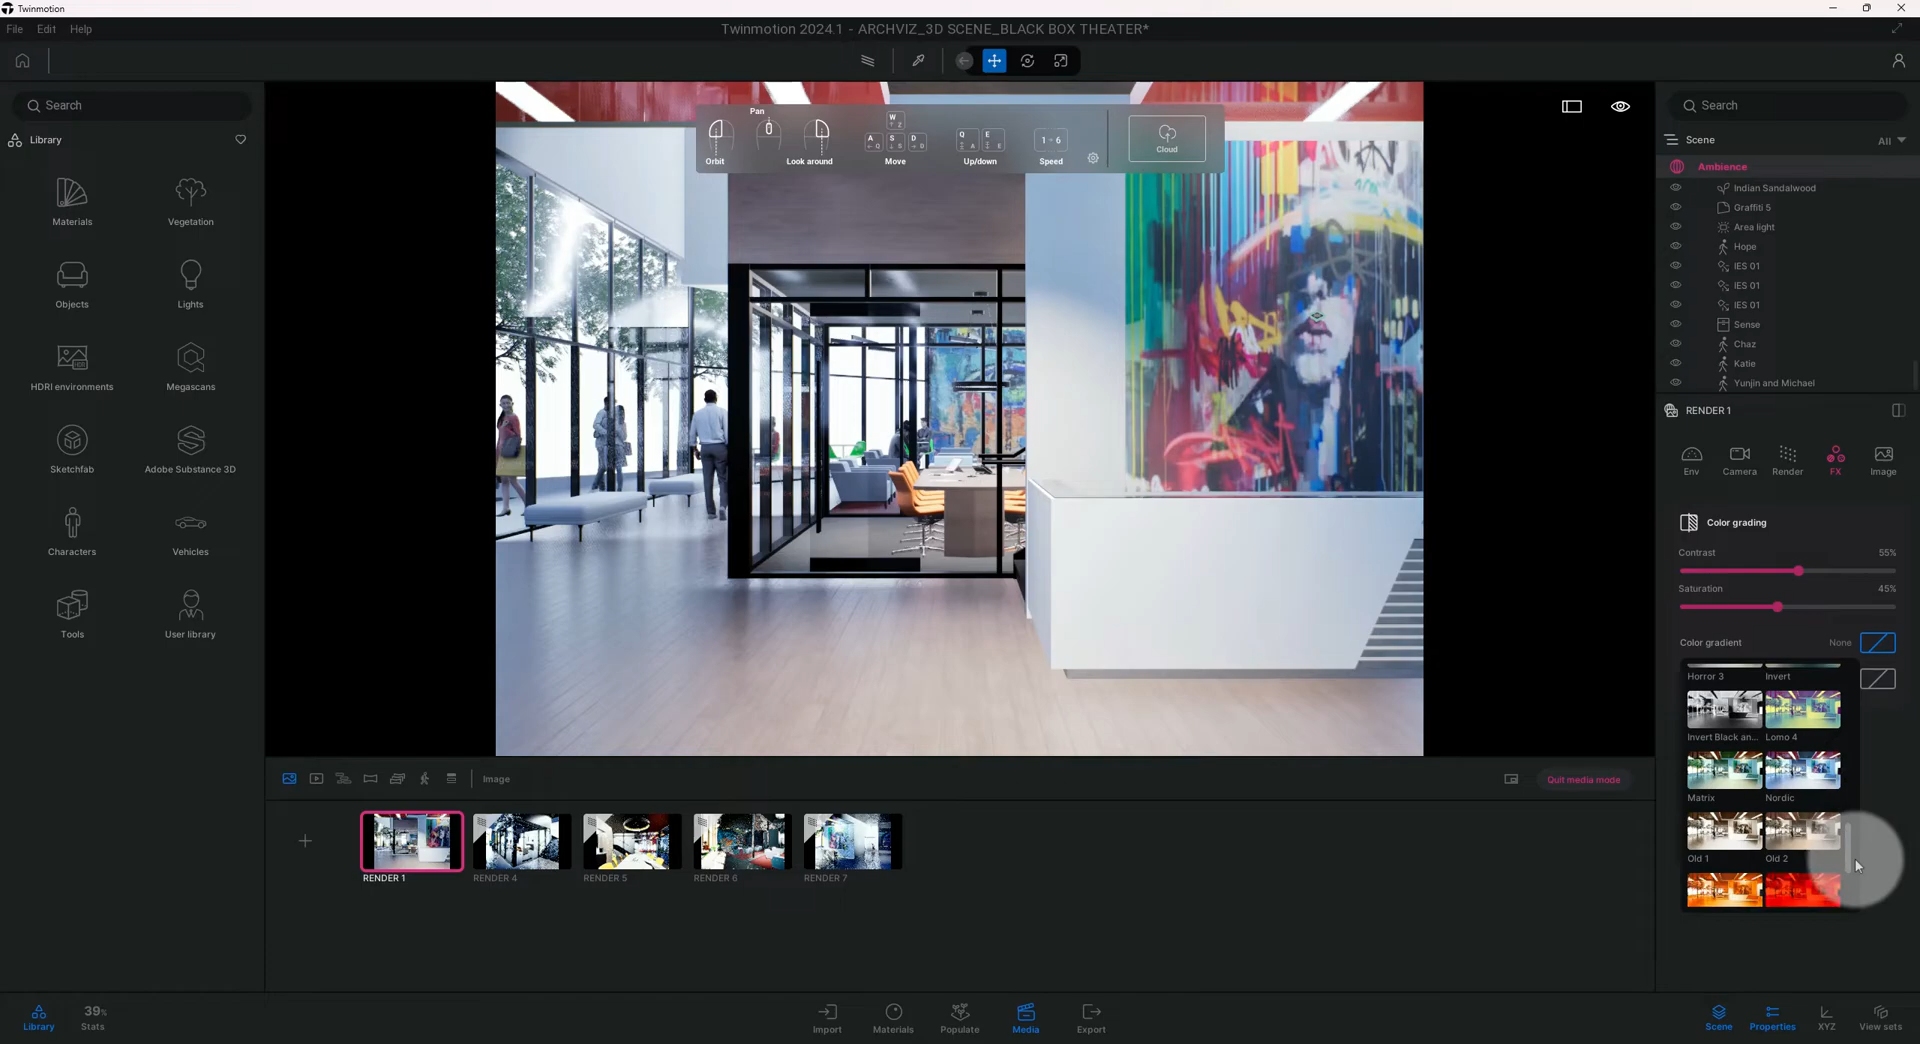 Twinmotion
File Edit Help
Twinmotion 2024.1 - ARCHVIZ_3D SCENE_BLACK BOX THEATER*
Search
Library
Materials
Vegetation
Objects
Lights
HDRI environments
Megascans
Sketchfab
Adobe Substance 3D
Characters
Vehicles
Tools
User library
Pan
Orbit
Look around
W
Z
A
Q
S
S
D
D
Move
Q
A
E
E
Up/down
1 - 6
Speed
Cloud
Search
Scene
All
Ambience
Indian Sandalwood
Graffiti 5
Area light
Hope
IES 01
IES 01
IES 01
Sense
Chaz
Katie
Yunjin and Michael
RENDER 1
Env
Camera
Render
FX
Image
Color grading
Contrast 55%
Saturation 45%
Color gradient None
Horror 3 Invert
Invert Black an... Lomo 4
Matrix Nordic
Old 1 Old 2
Image
Quit media mode
RENDER 1
RENDER 4
RENDER 5
RENDER 6
RENDER 7
Library
39%
Stats
Import
Materials
Populate
Media
Export
Scene
Properties
XYZ
View sets